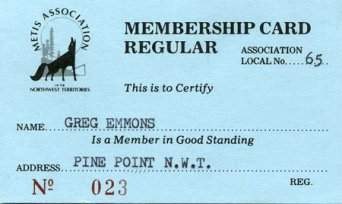 METIS ASSOCIATION
OF THE
NORTHWEST TERRITORIES
MEMBERSHIP CARD
REGULAR
ASSOCIATION
LOCAL No. 65
This is to Certify
NAME GREG EMMONS
Is a Member in Good Standing
ADDRESS PINE POINT N.W.T.
Nº 023
REG.